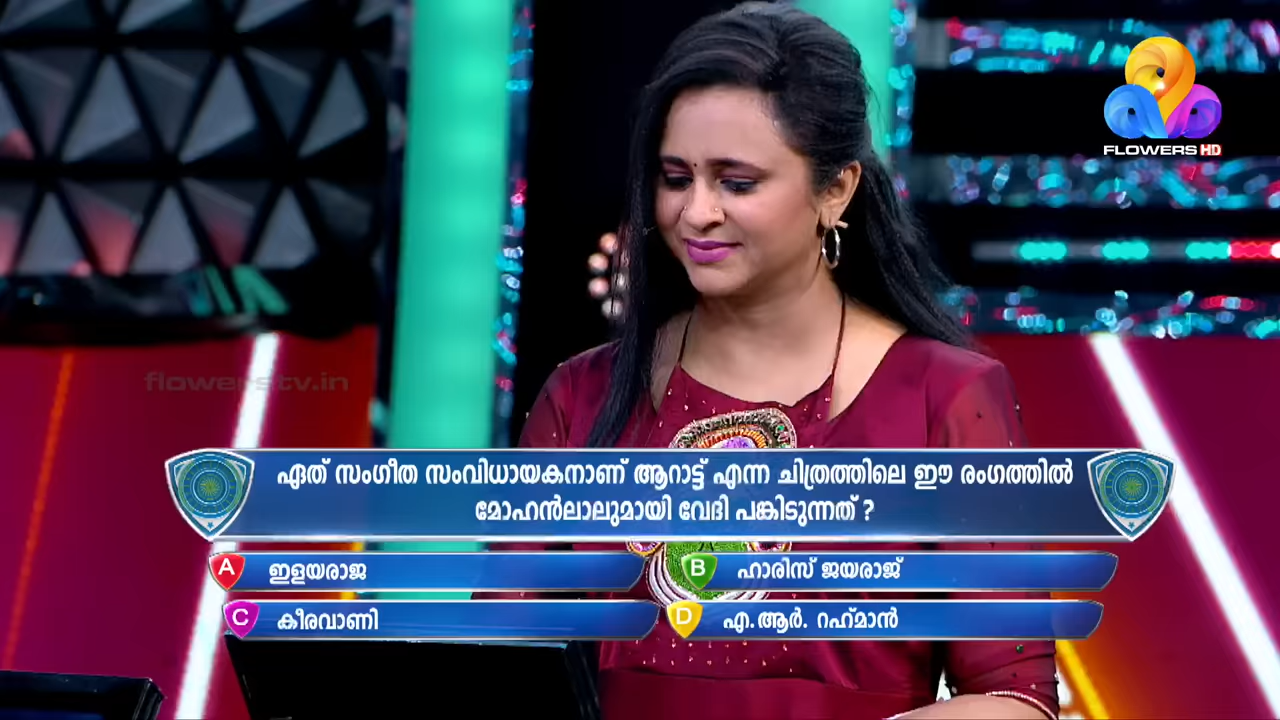 FLOWERS HD
flowerstv.in
ഏത് സംഗീത സംവിധായകനാണ് ആറാട്ട് എന്ന ചിത്രത്തിലെ ഈ രംഗത്തിൽ
മോഹൻലാലുമായി വേദി പങ്കിടുന്നത് ?
A ഇളയരാജ
B ഹാരിസ് ജയരാജ്
C കീരവാണി
D എ.ആർ. റഹ്‌മാൻ